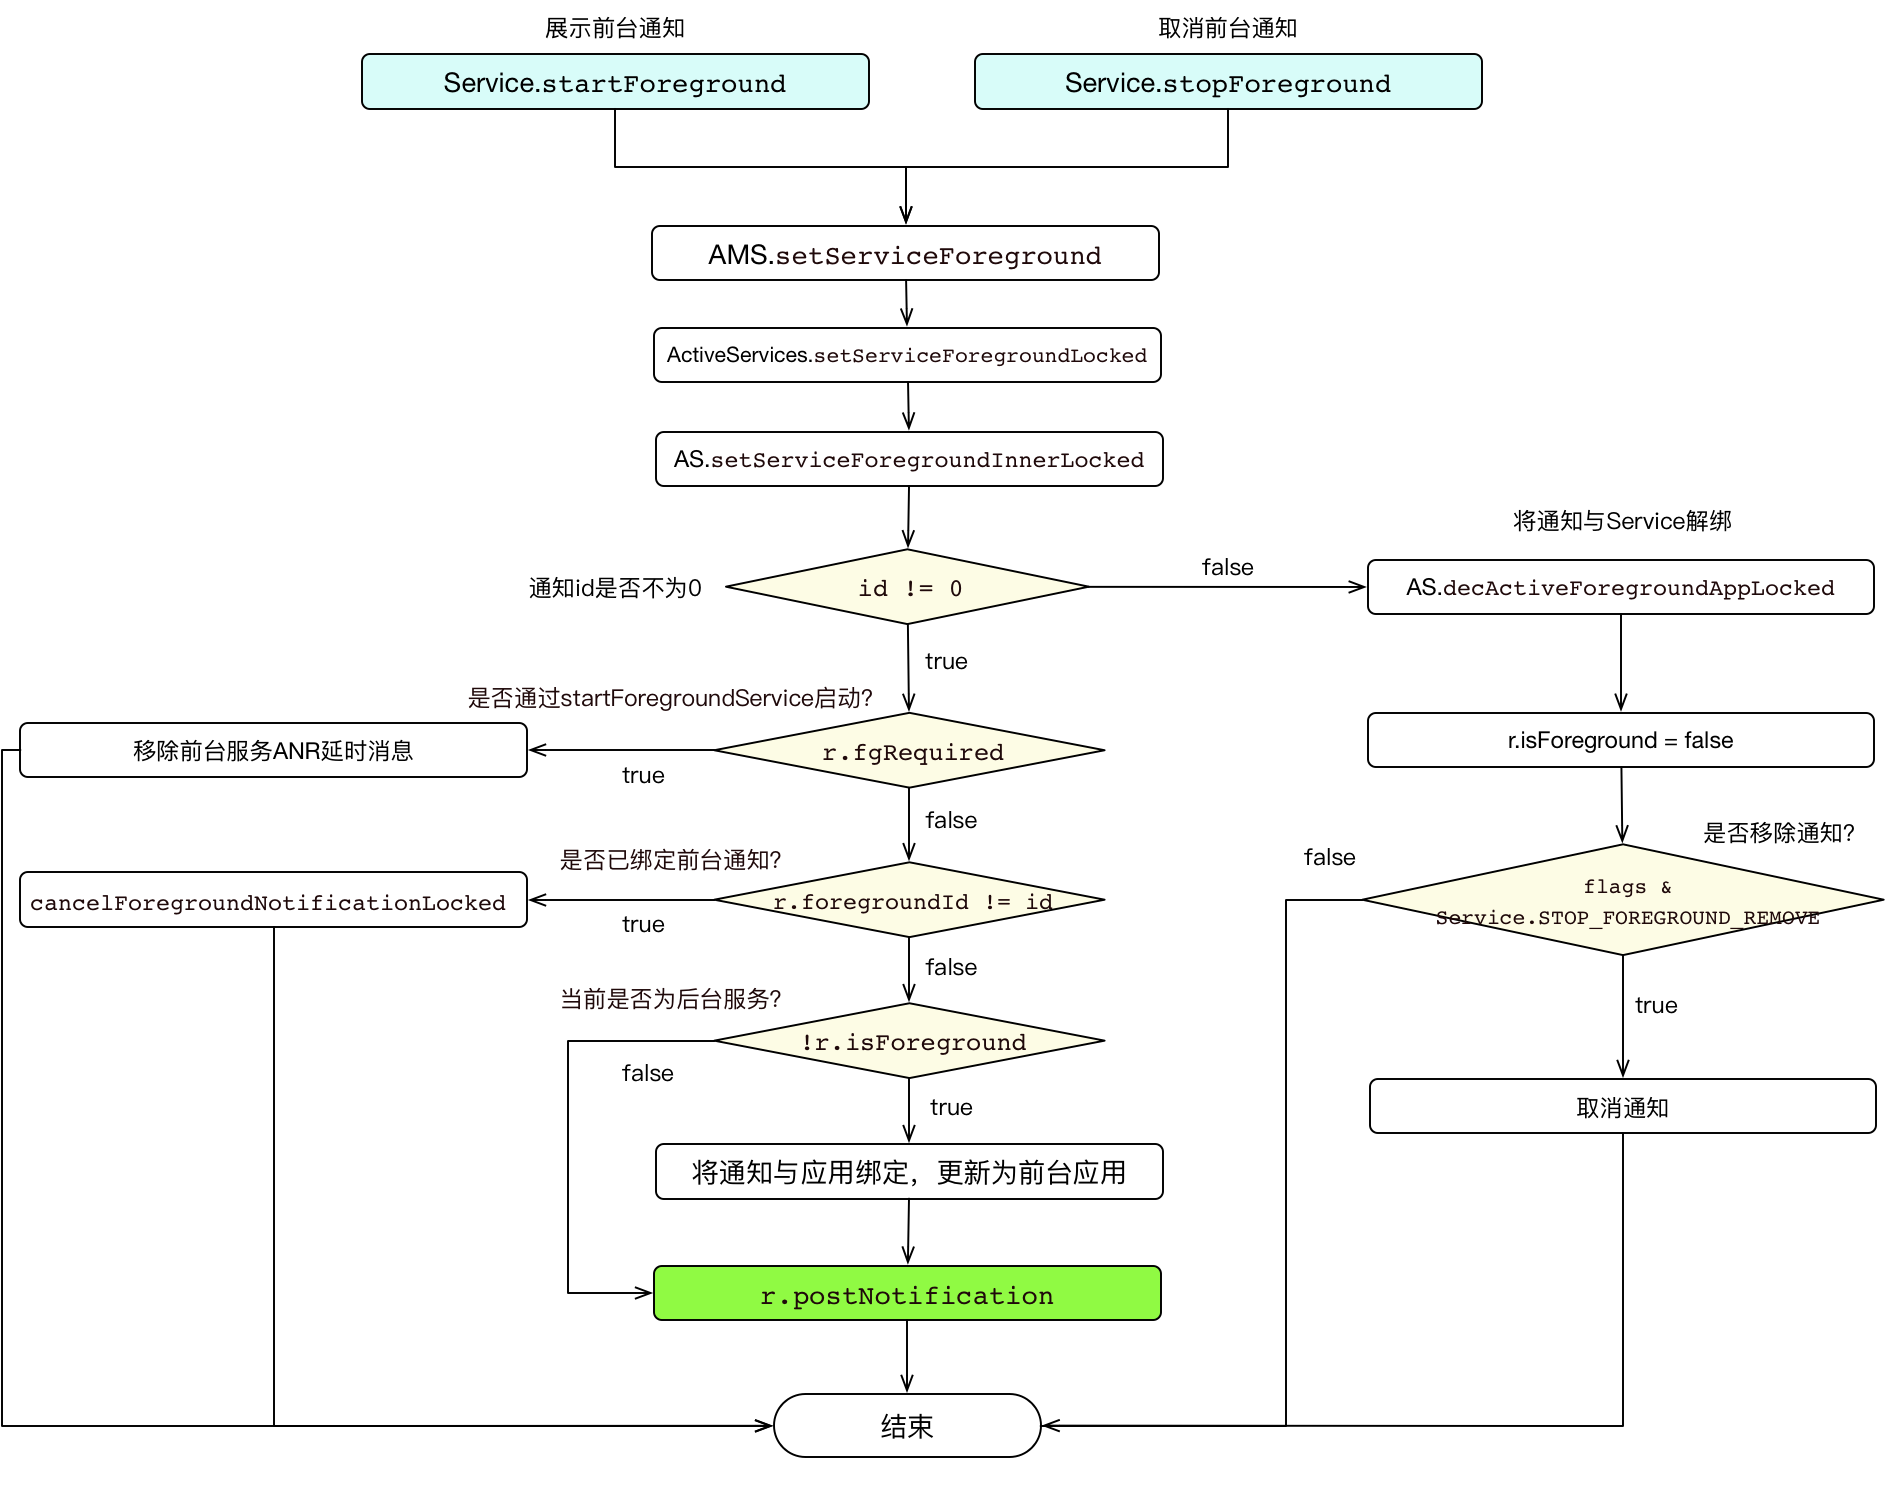 展示前台通知
取消前台通知
Service.startForeground
Service.stopForeground
AMS.setServiceForeground
ActiveServices.setServiceForegroundLocked
AS.setServiceForegroundInnerLocked
将通知与Service解绑
通知id是否不为0
id != 0
false
AS.decActiveForegroundAppLocked
true
是否通过startForegroundService启动?
移除前台服务ANR延时消息
true
r.fgRequired
r.isForeground = false
false
是否移除通知?
false
是否已绑定前台通知?
cancelForegroundNotificationLocked
true
r.foregroundId != id
flags &
Service.STOP_FOREGROUND_REMOVE
false
当前是否为后台服务?
true
!r.isForeground
false
true
取消通知
将通知与应用绑定，更新为前台应用
r.postNotification
结束